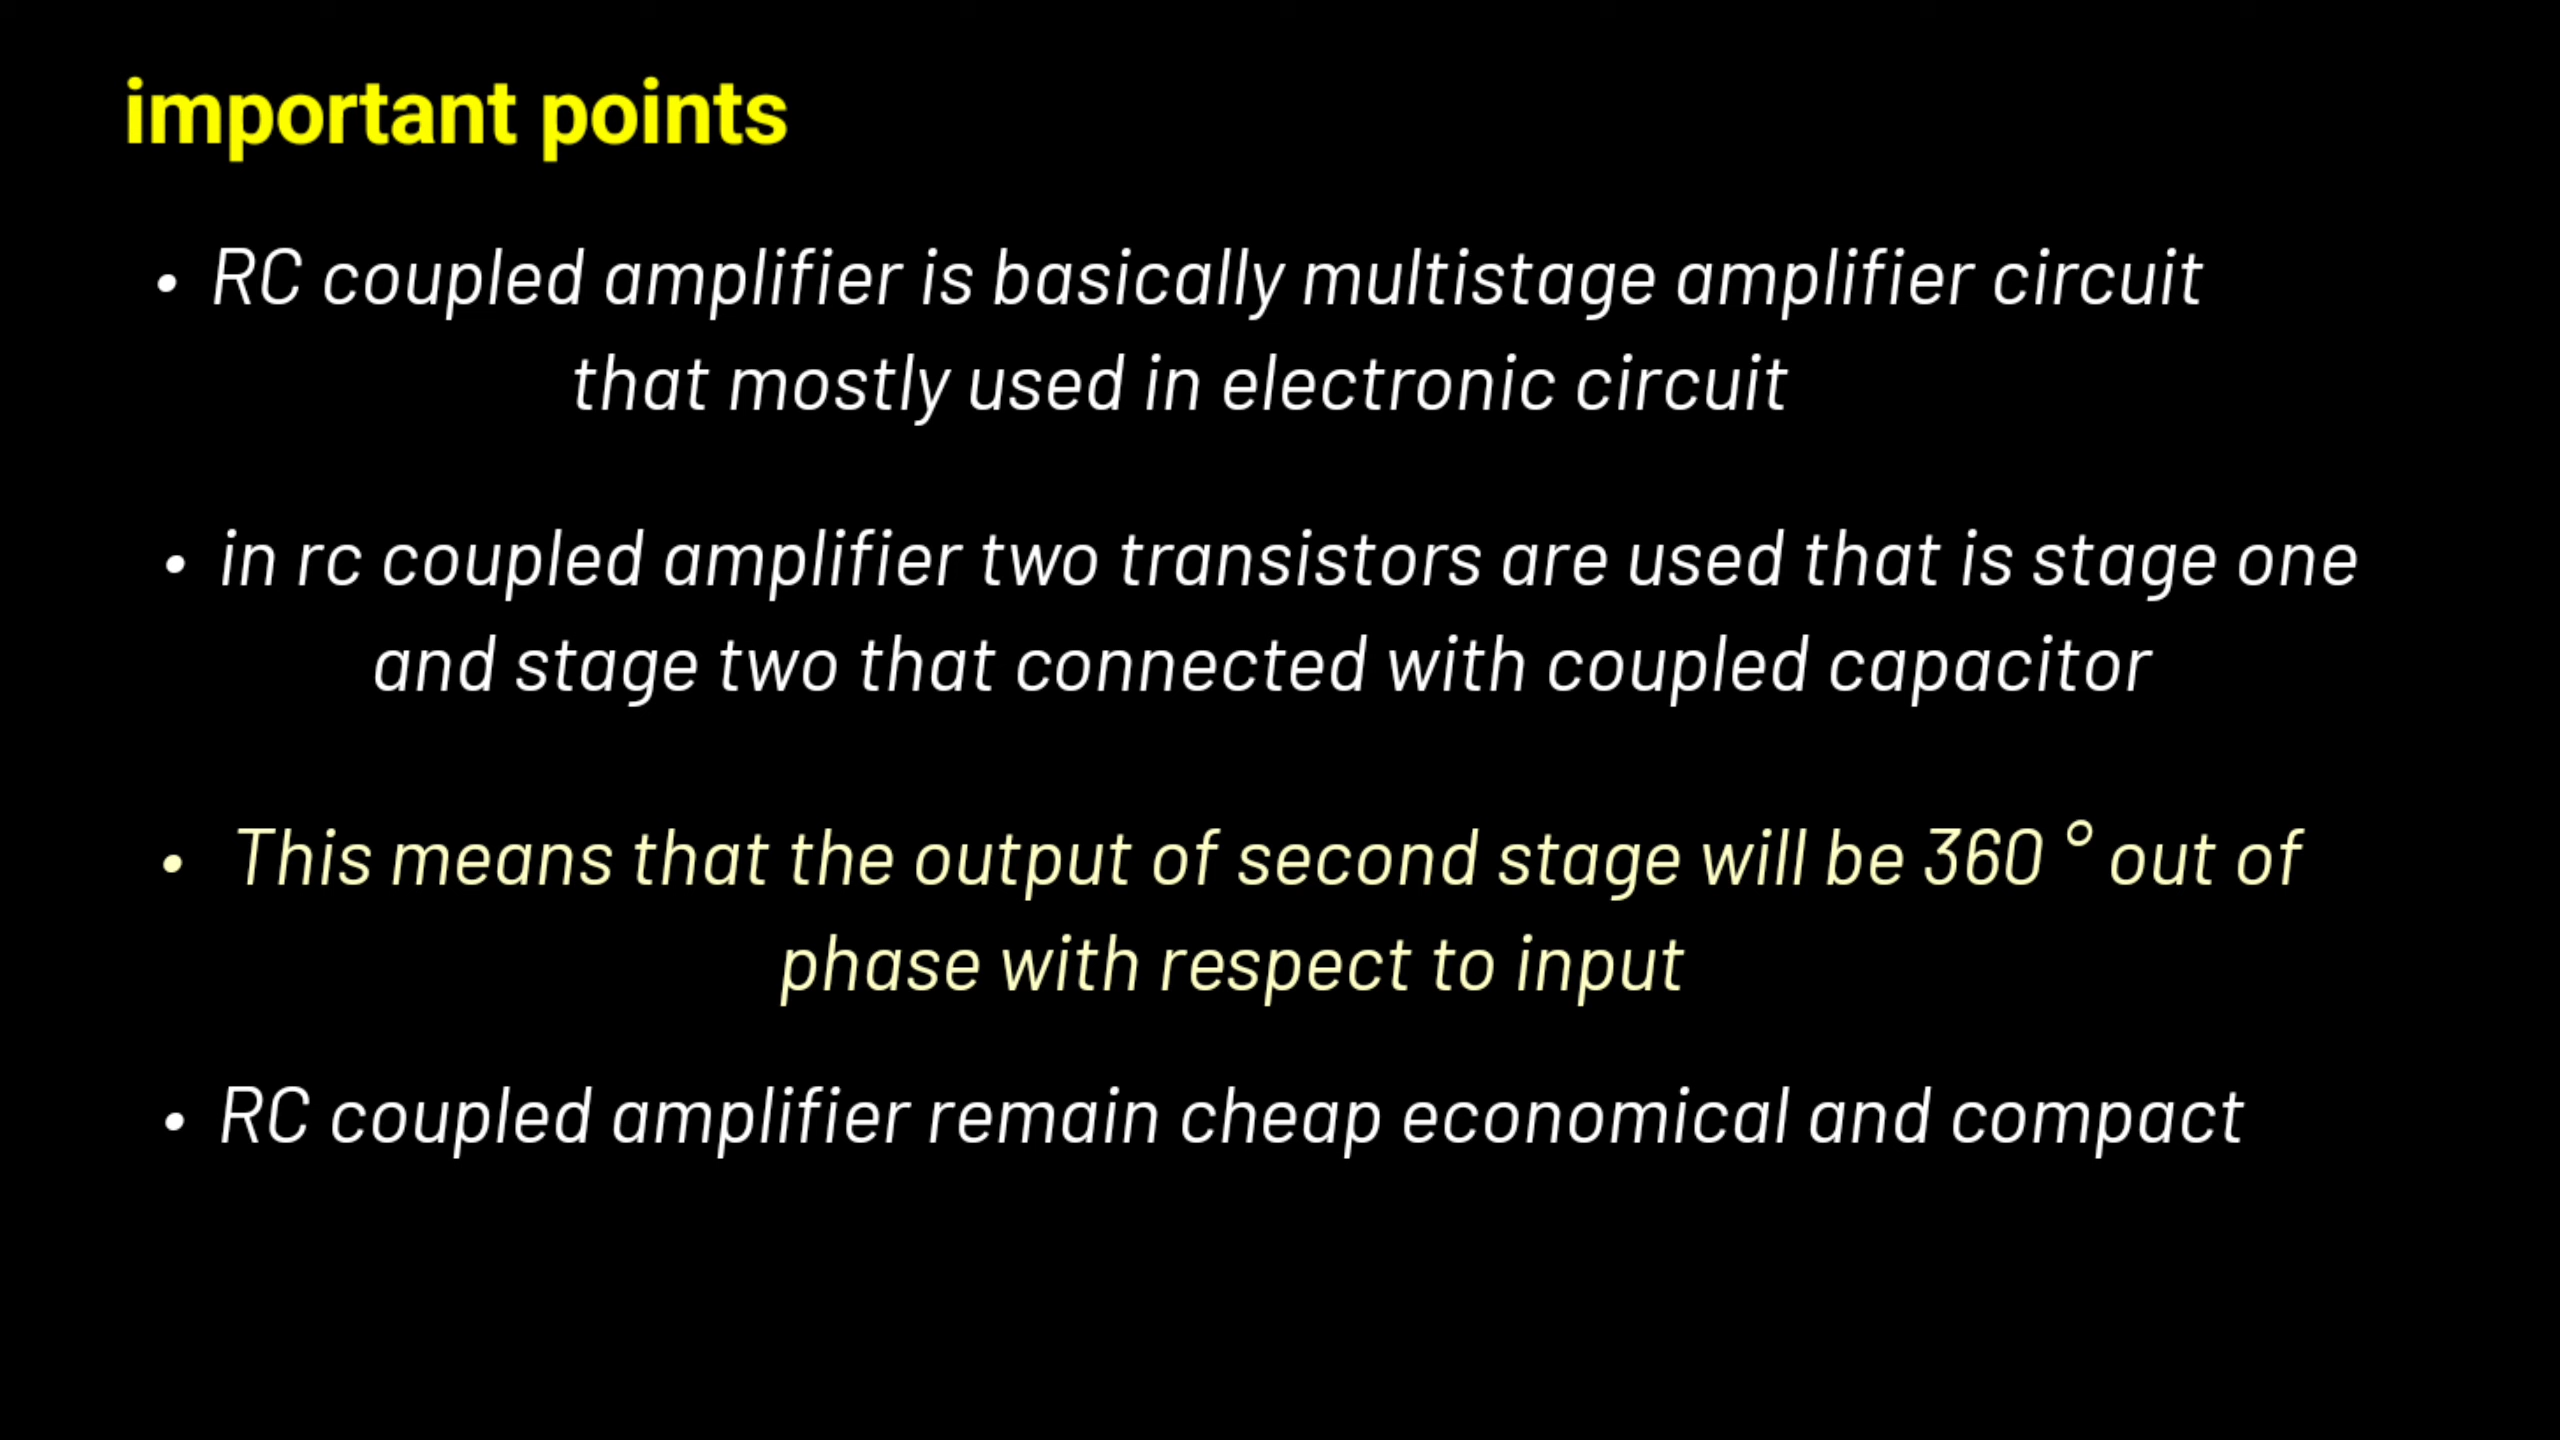 important points
• RC coupled amplifier is basically multistage amplifier circuit
that mostly used in electronic circuit
• in rc coupled amplifier two transistors are used that is stage one
and stage two that connected with coupled capacitor
• This means that the output of second stage will be 360 ° out of
phase with respect to input
• RC coupled amplifier remain cheap economical and compact